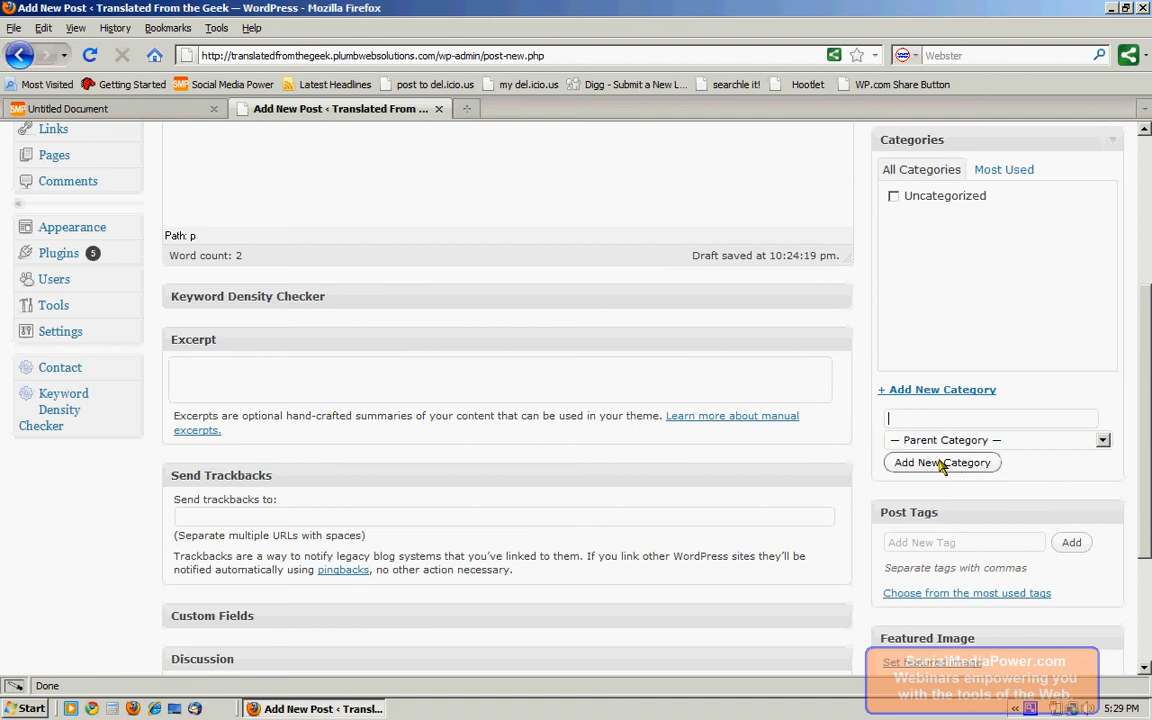 Add New Post ‹ Translated From the Geek — WordPress - Mozilla Firefox
File Edit View History Bookmarks Tools Help
http://translatedfromthegeek.plumbwebsolutions.com/wp-admin/post-new.php
Webster
Most Visited Getting Started Social Media Power Latest Headlines post to del.icio.us my del.icio.us Digg - Submit a New L... searchle it! Hootlet WP.com Share Button
SMP Untitled Document
Add New Post ‹ Translated From ...
Links
Pages
Comments
Appearance
Plugins 5
Users
Tools
Settings
Contact
Keyword
Density
Checker
Path: p
Word count: 2
Draft saved at 10:24:19 pm.
Keyword Density Checker
Excerpt
Excerpts are optional hand-crafted summaries of your content that can be used in your theme. Learn more about manual
excerpts.
Send Trackbacks
Send trackbacks to:
(Separate multiple URLs with spaces)
Trackbacks are a way to notify legacy blog systems that you've linked to them. If you link other WordPress sites they'll be
notified automatically using pingbacks, no other action necessary.
Custom Fields
Discussion
Categories
All Categories Most Used
Uncategorized
+ Add New Category
— Parent Category —
Add New Category
Post Tags
Add New Tag Add
Separate tags with commas
Choose from the most used tags
Featured Image
Set featured image
SocialMediaPower.com
Webinars empowering you
with the tools of the Web.
Done
Start
Add New Post ‹ Transl...
5:29 PM